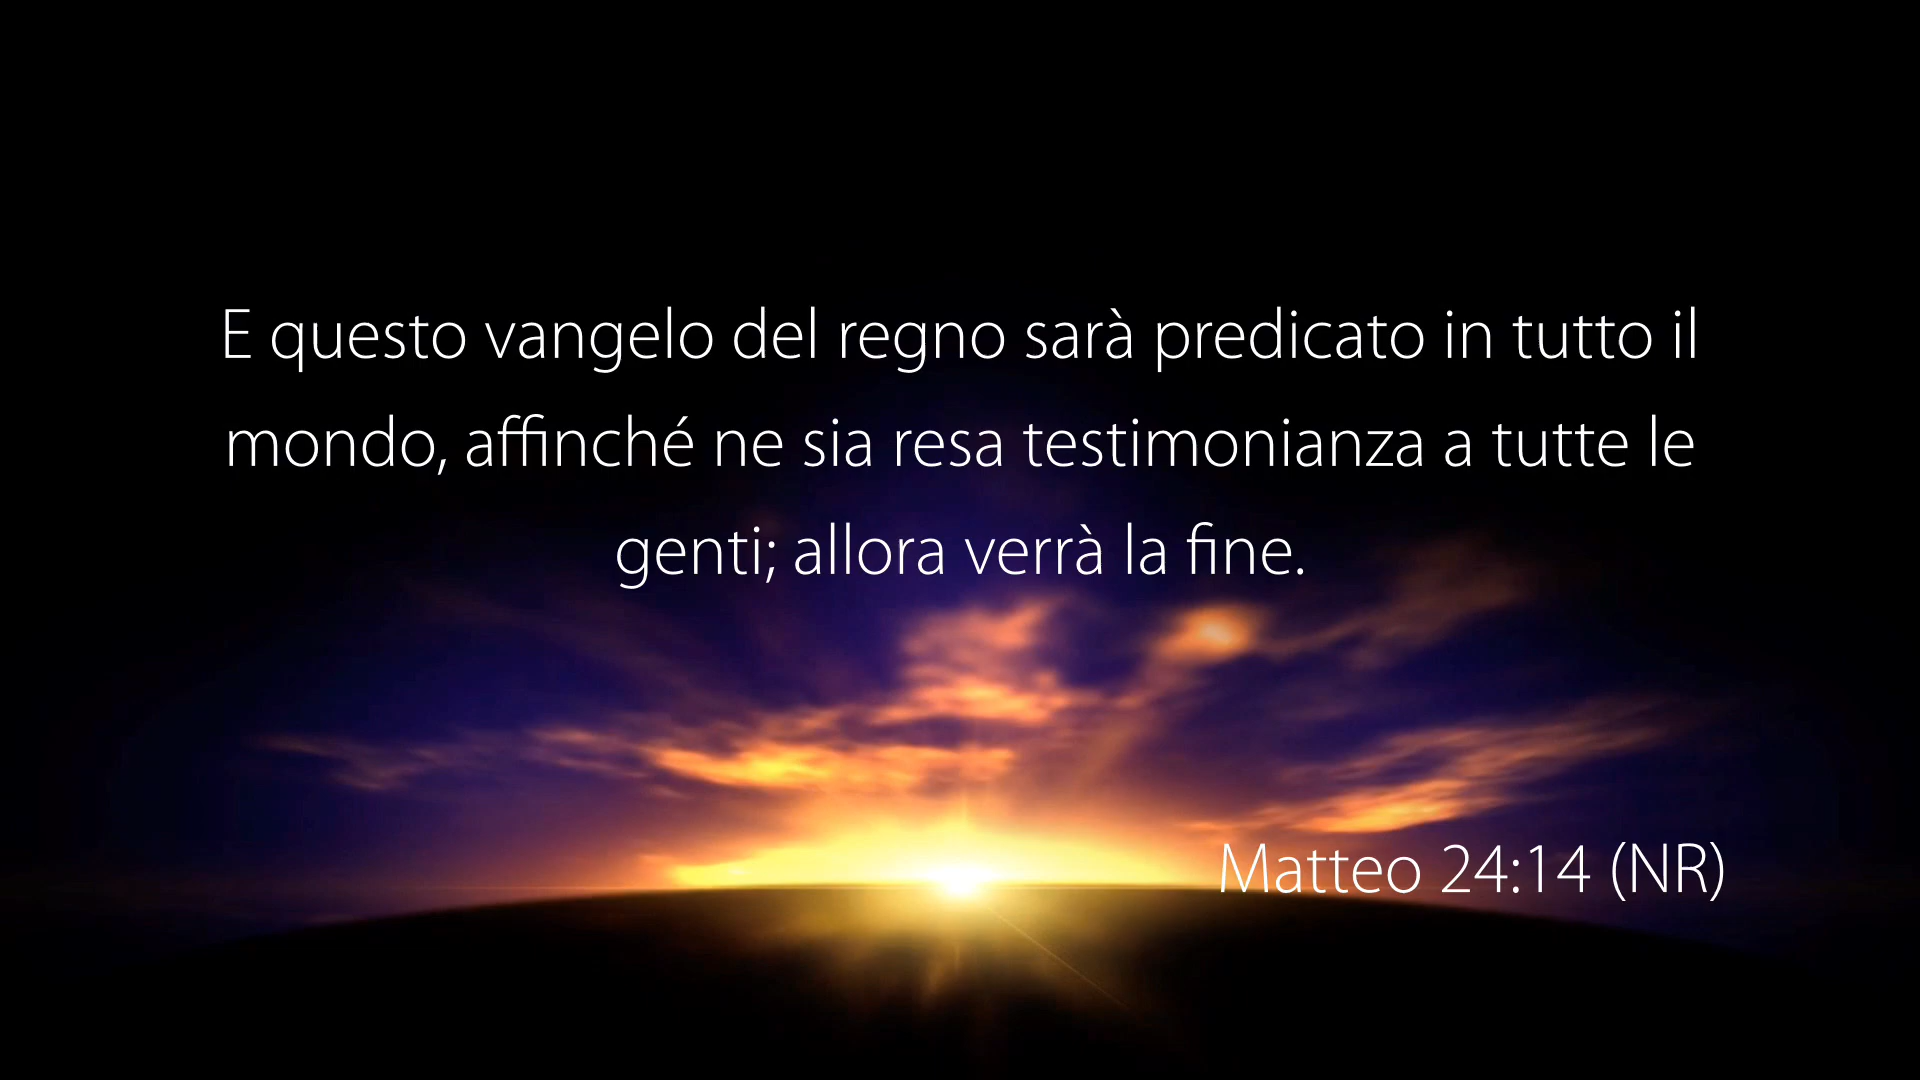 E questo vangelo del regno sarà predicato in tutto il
mondo, affinché ne sia resa testimonianza a tutte le
genti; allora verrà la fine.
Matteo 24:14 (NR)